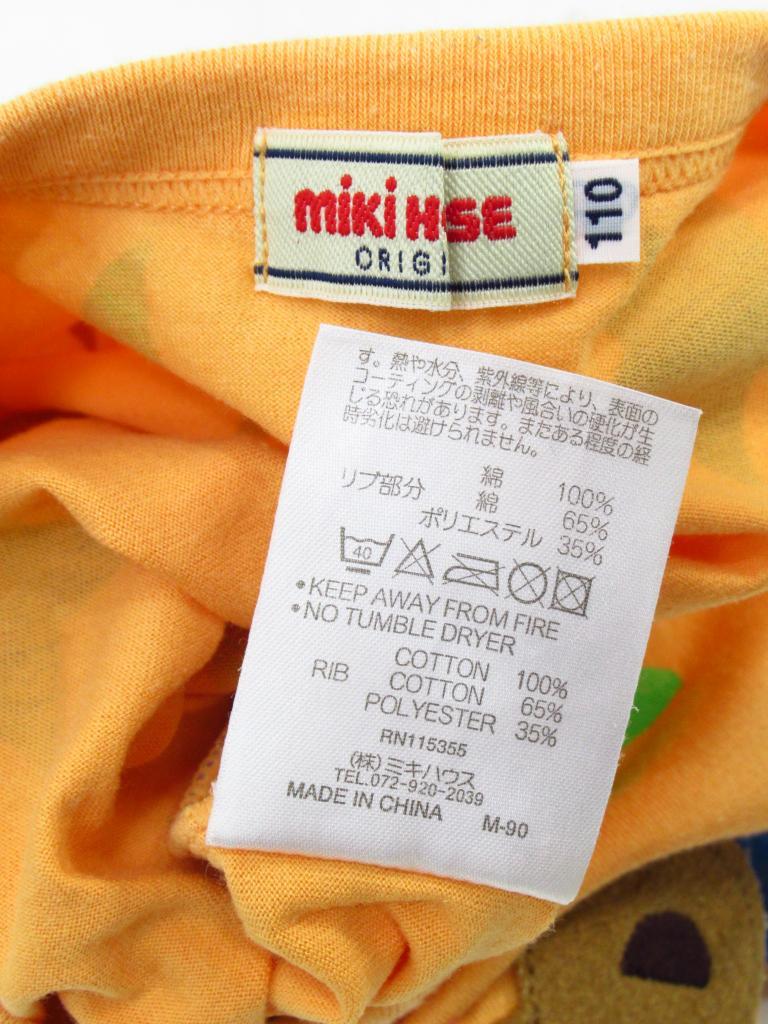 miki HSE
ORIGI
110
す。熱や水分、紫外線等により、表面の
コーティングの剥離や風合いの硬化が生
じる恐れがあります。またある程度の経
時劣化は避けられません。
綿 100%
リブ部分 綿 65%
ポリエステル 35%
40
•KEEP AWAY FROM FIRE
•NO TUMBLE DRYER
COTTON 100%
RIB COTTON 65%
POLYESTER 35%
RN115355
(株)ミキハウス
TEL.072-920-2039
MADE IN CHINA M-90